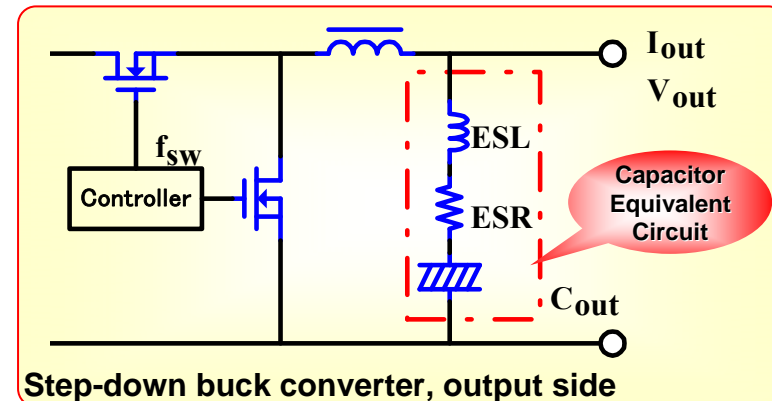 Iout
Vout
ESL
fsw
Controller
Capacitor
Equivalent
Circuit
ESR
Cout
Step-down buck converter, output side